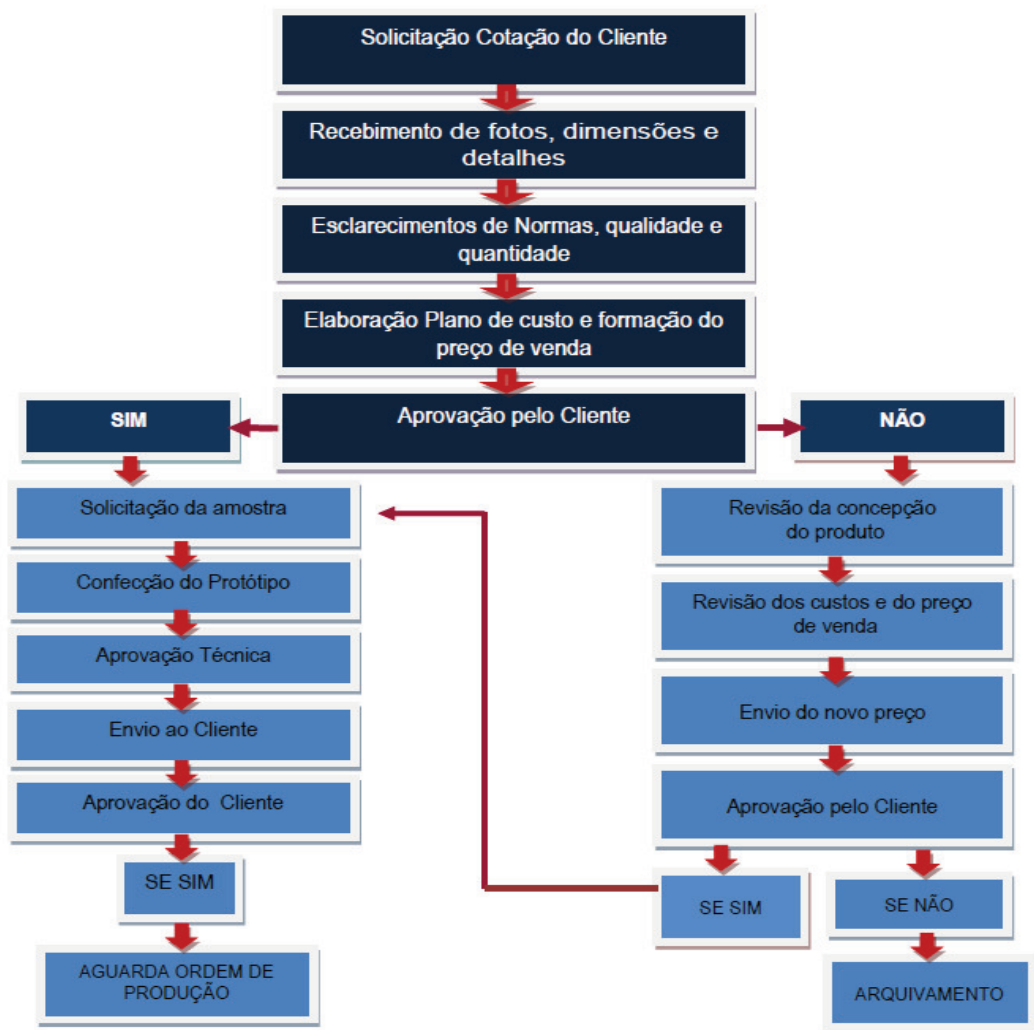 Solicitação Cotação do Cliente
Recebimento de fotos, dimensões e
detalhes
Esclarecimentos de Normas, qualidade e
quantidade
Elaboração Plano de custo e formação do
preço de venda
Aprovação pelo Cliente
SIM
NÃO
Solicitação da amostra
Confecção do Protótipo
Aprovação Técnica
Envio ao Cliente
Aprovação do Cliente
SE SIM
AGUARDA ORDEM DE
PRODUÇÃO
Revisão da concepção
do produto
Revisão dos custos e do preço
de venda
Envio do novo preço
Aprovação pelo Cliente
SE SIM
SE NÃO
ARQUIVAMENTO